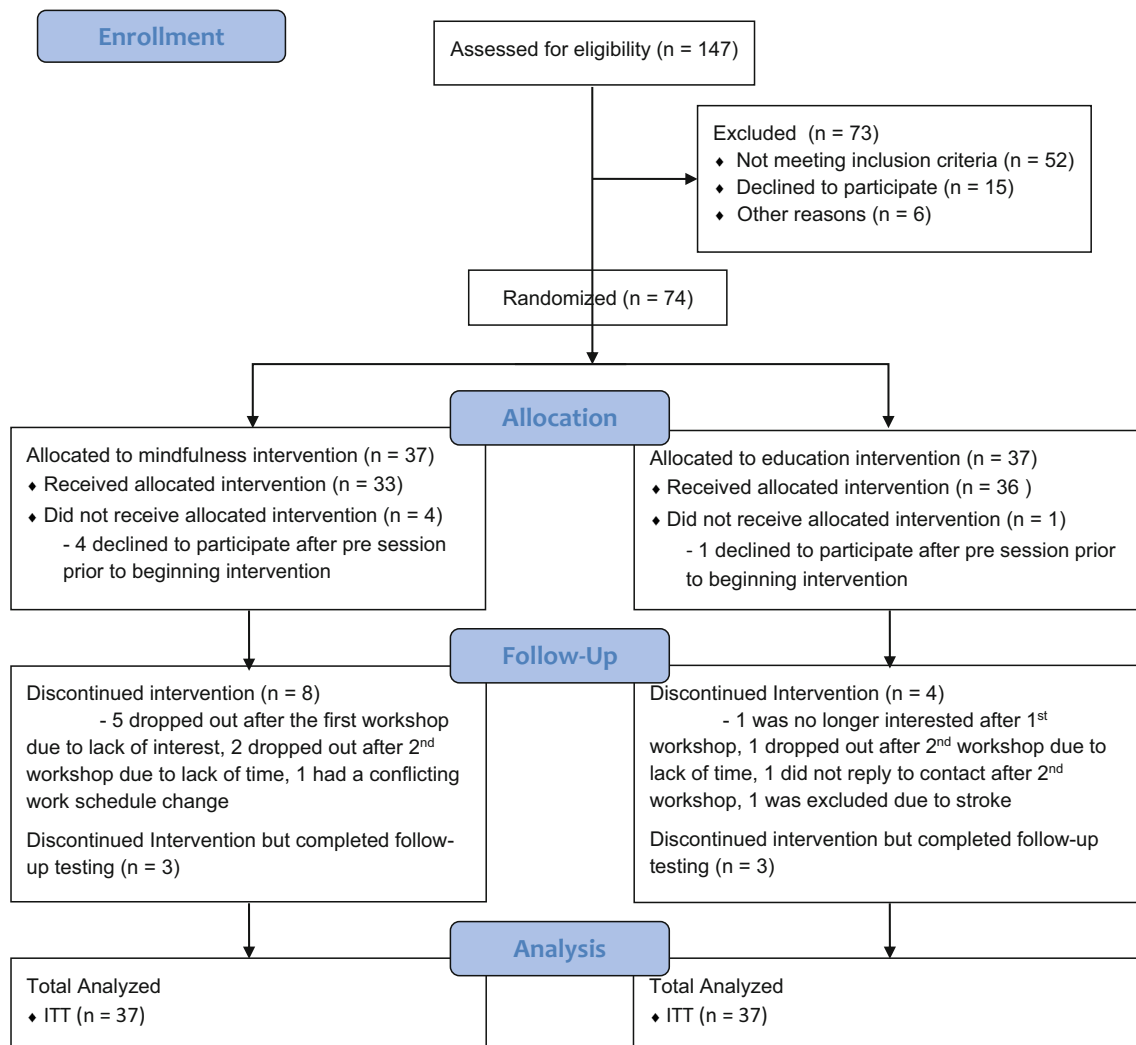 Enrollment
Assessed for eligibility (n = 147)
Excluded (n = 73)
♦ Not meeting inclusion criteria (n = 52)
♦ Declined to participate (n = 15)
♦ Other reasons (n = 6)
Randomized (n = 74)
Allocation
Allocated to mindfulness intervention (n = 37)
♦ Received allocated intervention (n = 33)
♦ Did not receive allocated intervention (n = 4)
- 4 declined to participate after pre session
prior to beginning intervention
Allocated to education intervention (n = 37)
♦ Received allocated intervention (n = 36 )
♦ Did not receive allocated intervention (n = 1)
- 1 declined to participate after pre session prior
to beginning intervention
Follow-Up
Discontinued intervention (n = 8)
- 5 dropped out after the first workshop
due to lack of interest, 2 dropped out after 2nd
workshop due to lack of time, 1 had a conflicting
work schedule change
Discontinued Intervention but completed follow-
up testing (n = 3)
Discontinued Intervention (n = 4)
- 1 was no longer interested after 1st
workshop, 1 dropped out after 2nd workshop due to
lack of time, 1 did not reply to contact after 2nd
workshop, 1 was excluded due to stroke
Discontinued intervention but completed follow-up
testing (n = 3)
Analysis
Total Analyzed
♦ ITT (n = 37)
Total Analyzed
♦ ITT (n = 37)